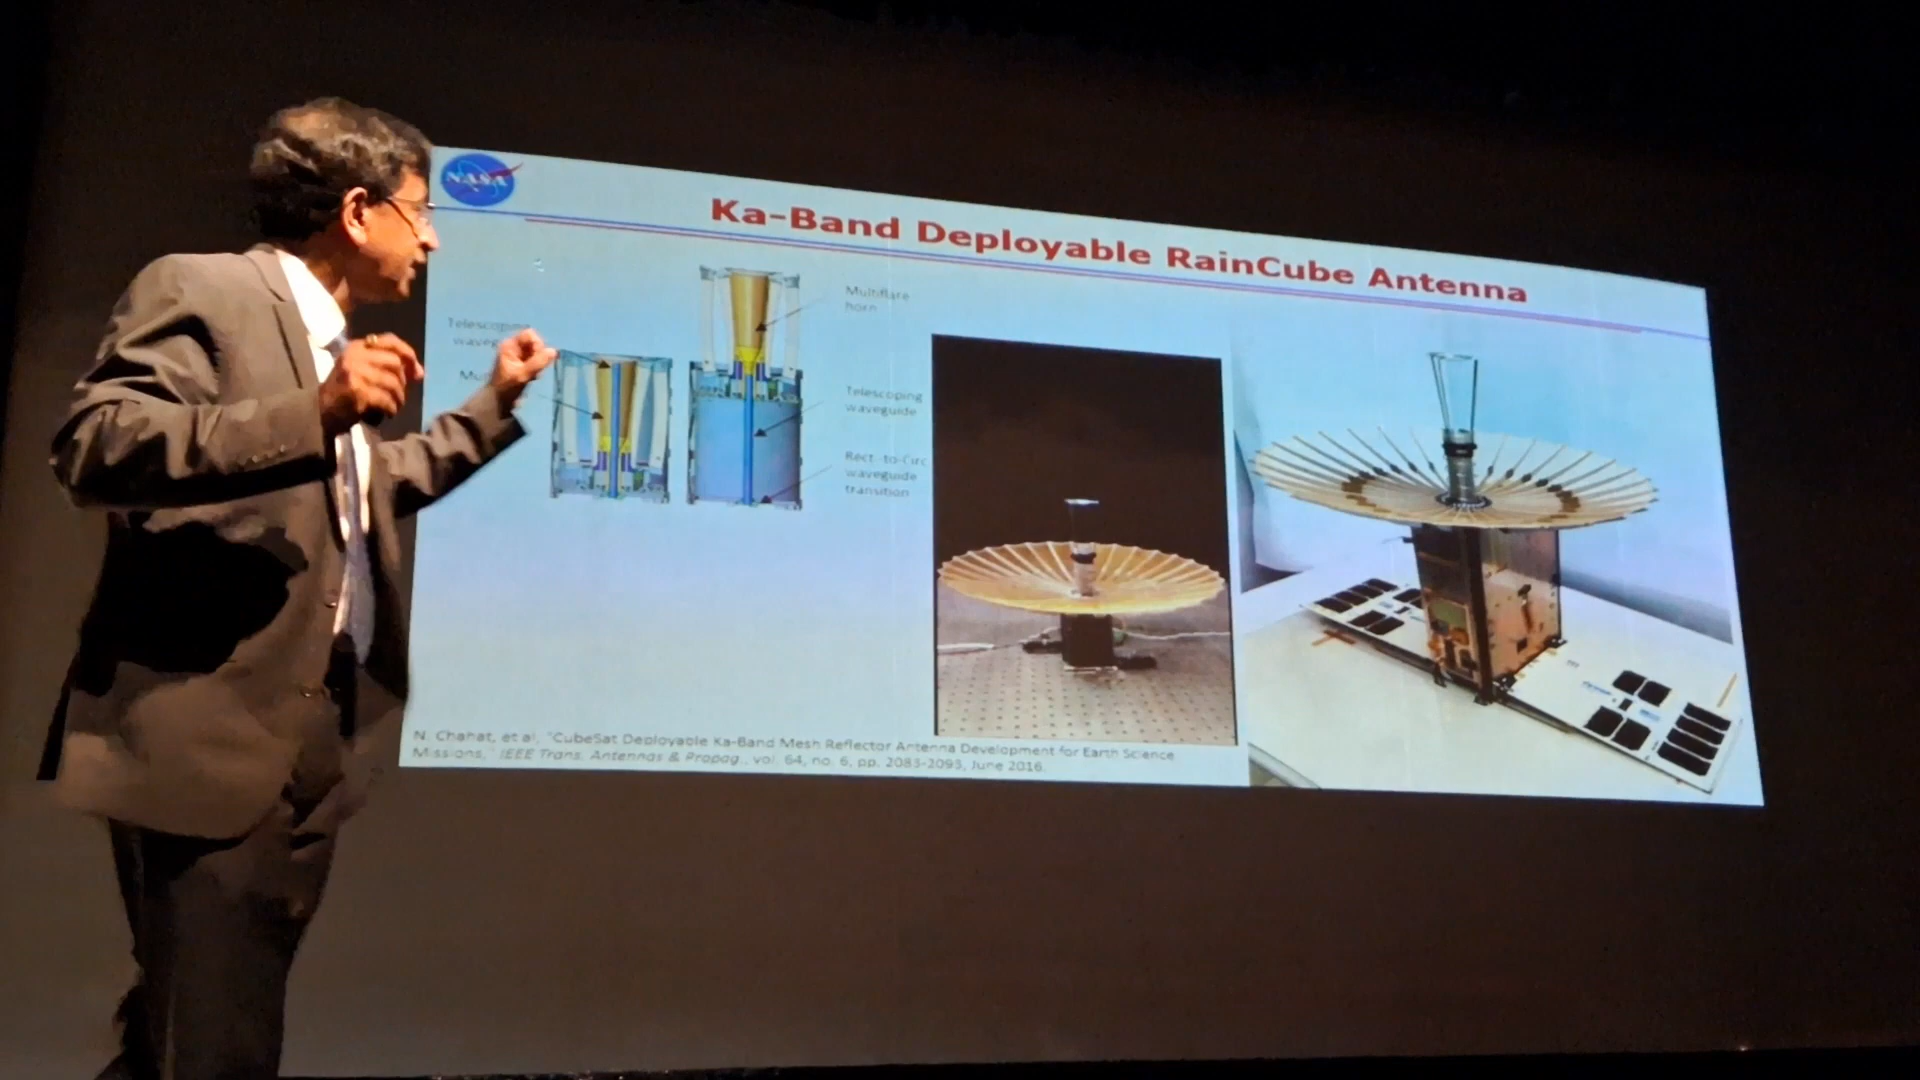 NASA
Ka-Band Deployable RainCube Antenna
Multiflare
horn
Telescoping
Telescoping
waveguide
Rect.-to-Circ
waveguide
transition
N. Chahat, et al, "CubeSat Deployable Ka-Band Mesh Reflector Antenna Development for Earth Science
Missions," IEEE Trans. Antennas & Propag., vol. 64, no. 6, pp. 2083-2093, June 2016.